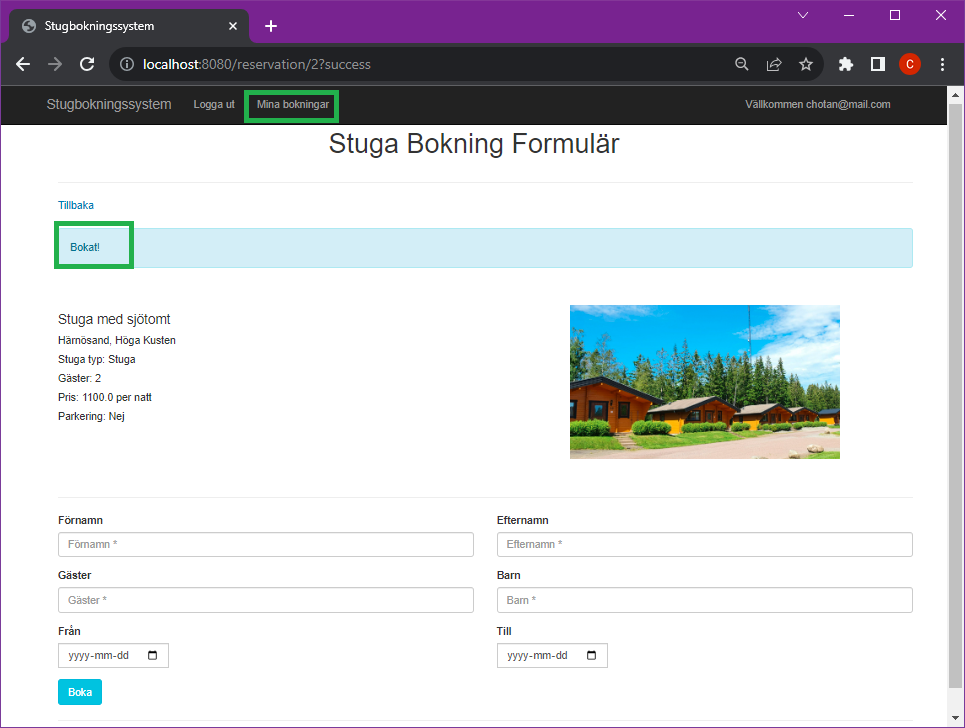 Stugbokningssystem
localhost:8080/reservation/2?success
C
Stugbokningssystem Logga ut Mina bokningar Vällkommen chotan@mail.com
Stuga Bokning Formulär
Tillbaka
Bokat!
Stuga med sjötomt
Härnösand, Höga Kusten
Stuga typ: Stuga
Gäster: 2
Pris: 1100.0 per natt
Parkering: Nej
Förnamn Efternamn
Förnamn * Efternamn *
Gäster Barn
Gäster * Barn *
Från Till
yyyy-mm-dd yyyy-mm-dd
Boka